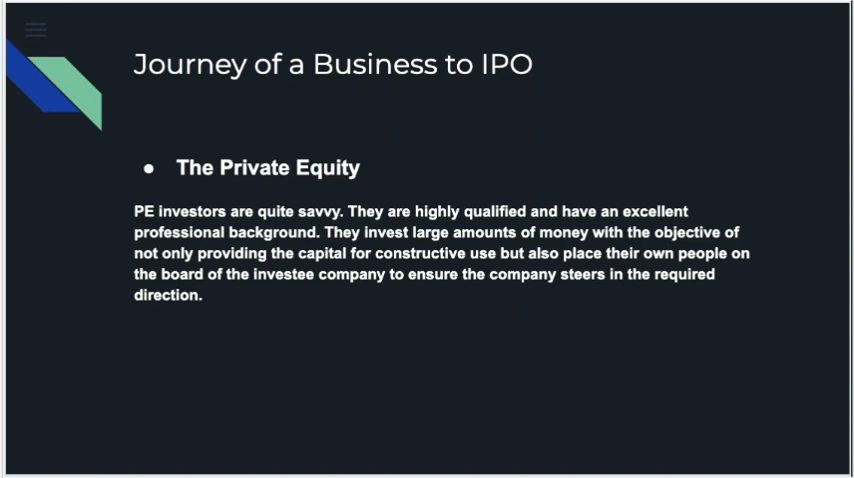 Journey of a Business to IPO
● The Private Equity
PE investors are quite savvy. They are highly qualified and have an excellent
professional background. They invest large amounts of money with the objective of
not only providing the capital for constructive use but also place their own people on
the board of the investee company to ensure the company steers in the required
direction.